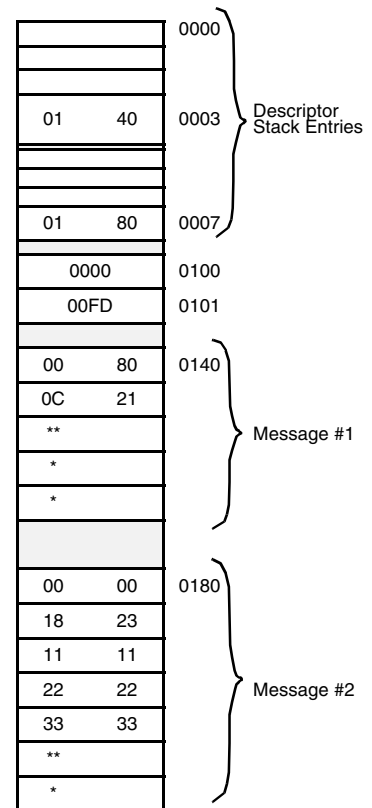 0000
01 40 0003
Descriptor
Stack Entries
01 80 0007
0000 0100
00FD 0101
00 80 0140
0C 21
**
Message #1
*
*
00 00 0180
18 23
11 11
22 22
Message #2
33 33
**
*